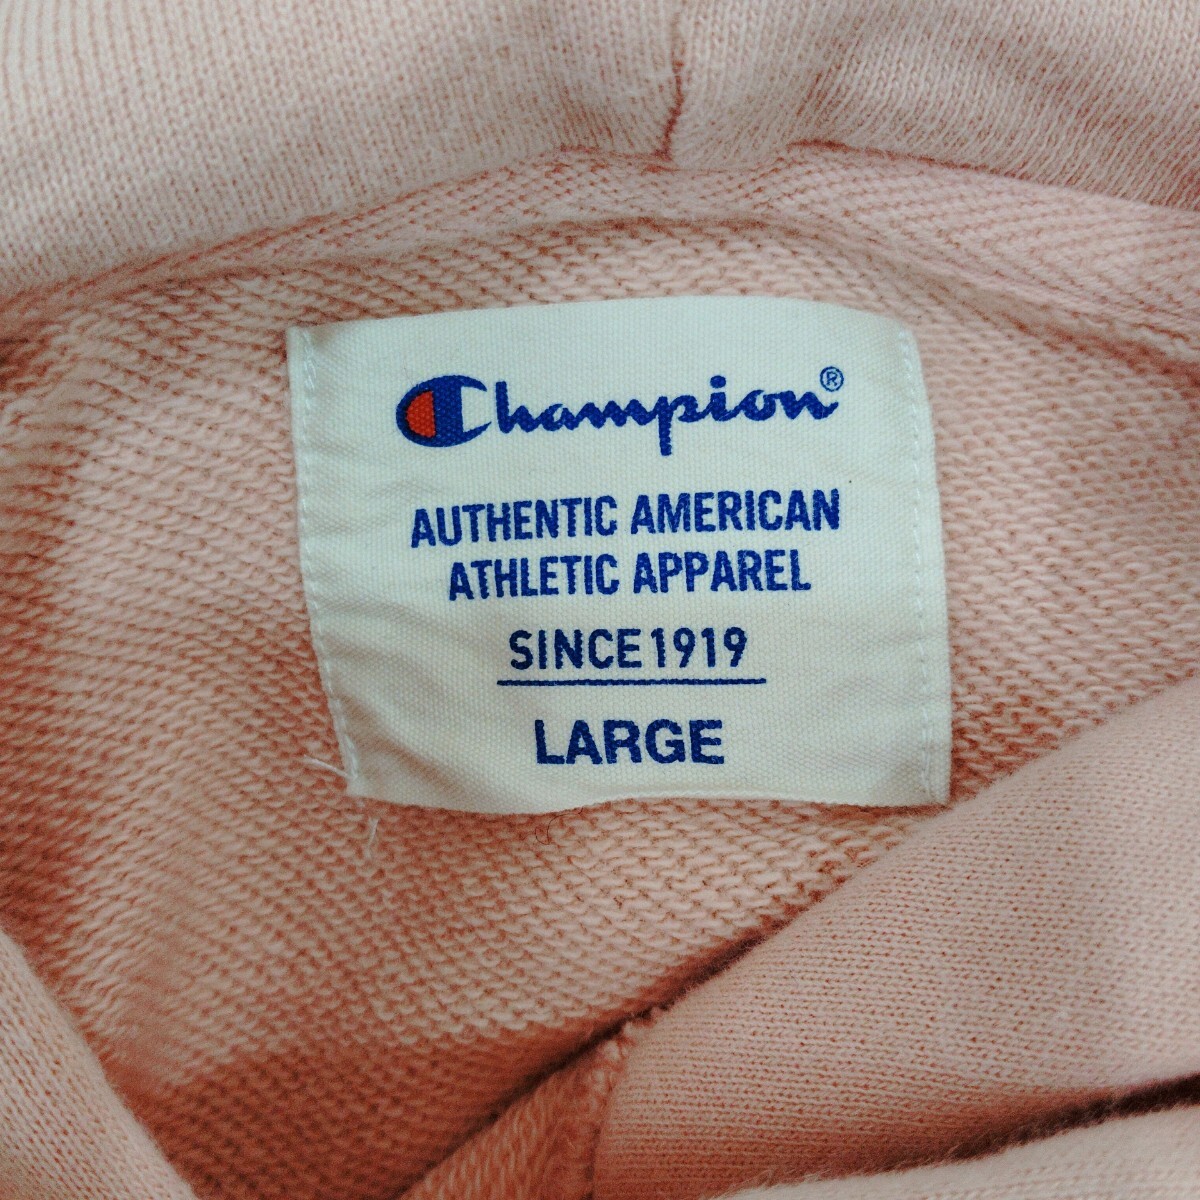 Champion®
AUTHENTIC AMERICAN
ATHLETIC APPAREL
SINCE 1919
LARGE